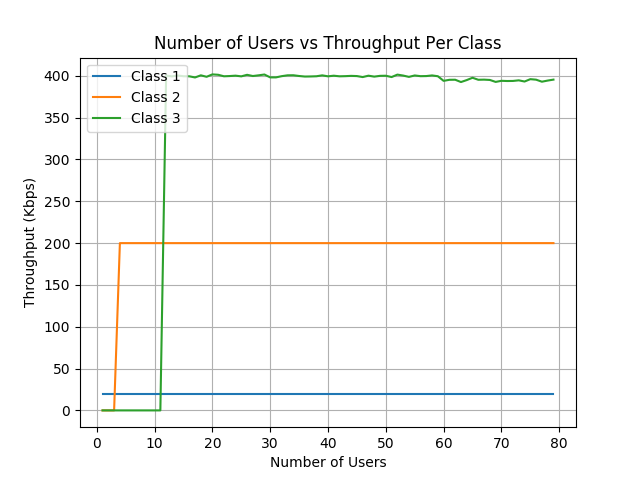 Number of Users vs Throughput Per Class
Class 1
Class 2
Class 3
Throughput (Kbps)
400
350
300
250
200
150
100
50
0
0 10 20 30 40 50 60 70 80
Number of Users